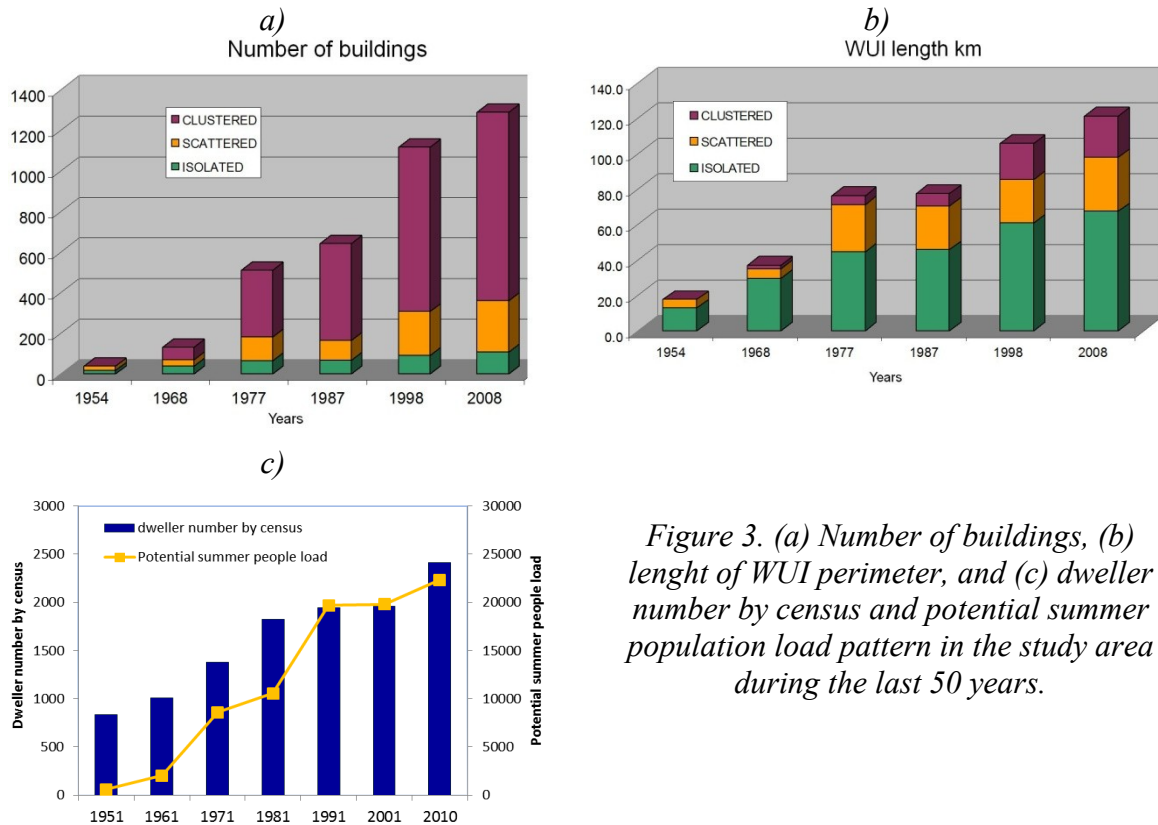 a)
Number of buildings
1400
1200
1000
800
600
400
200
0
CLUSTERED
SCATTERED
ISOLATED
1954 1968 1977 1987 1998 2008
Years
b)
WUI length km
140.0
120.0
100.0
80.0
60.0
40.0
20.0
0.0
CLUSTERED
SCATTERED
ISOLATED
1954 1968 1977 1987 1998 2008
Years
c)
Dweller number by census
3000
2500
2000
1500
1000
500
0
dweller number by census
Potential summer people load
30000
25000
20000
15000
10000
5000
0
Potential summer people load
1951 1961 1971 1981 1991 2001 2010
Figure 3. (a) Number of buildings, (b)
lenght of WUI perimeter, and (c) dweller
number by census and potential summer
population load pattern in the study area
during the last 50 years.